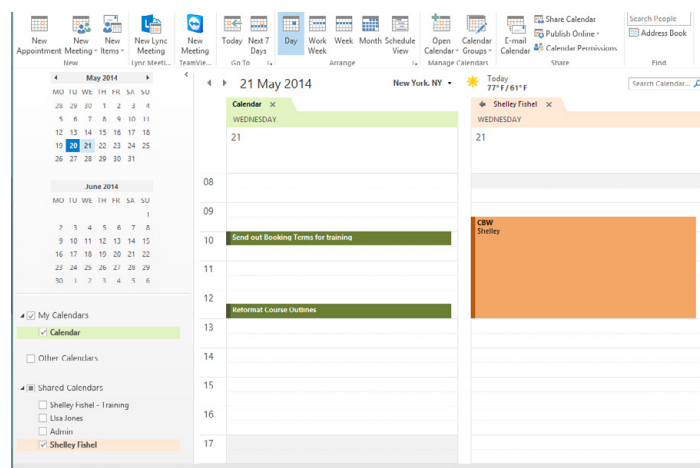 New Appointment
New Meeting
New Items
New Lync Meeting
New Meeting
Today
Next 7 Days
Day
Work Week
Week
Month
Schedule View
Open Calendar
Calendar Groups
E-mail Calendar
Share Calendar
Publish Online
Calendar Permissions
Search People
Address Book
New
Lync Meeti...
TeamVie...
Go To
Arrange
Manage Calendars
Share
Find
May 2014
MO TU WE TH FR SA SU
28 29 30 1 2 3 4
5 6 7 8 9 10 11
12 13 14 15 16 17 18
19 20 21 22 23 24 25
26 27 28 29 30 31
June 2014
MO TU WE TH FR SA SU
1
2 3 4 5 6 7 8
9 10 11 12 13 14 15
16 17 18 19 20 21 22
23 24 25 26 27 28 29
30 1 2 3 4 5 6
My Calendars
Calendar
Other Calendars
Shared Calendars
Shelley Fishel - Training
Lisa Jones
Admin
Shelley Fishel
21 May 2014
New York, NY
Today
77°F/61°F
Search Calendar...
Calendar
WEDNESDAY
21
Shelley Fishel
WEDNESDAY
21
08
09
10
11
12
13
14
15
16
17
Send out Booking Terms for training
Reformat Course Outlines
CBW
Shelley